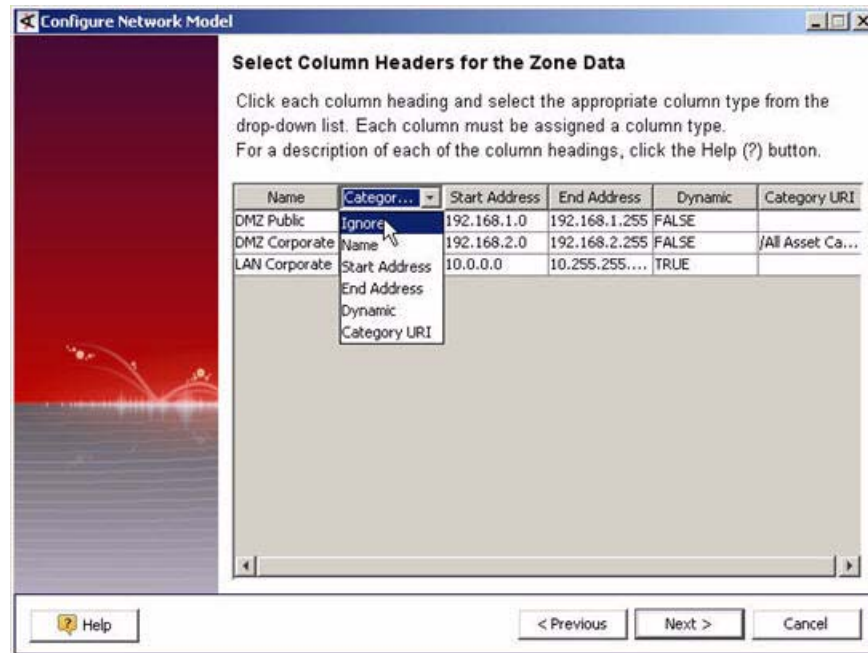 Configure Network Model
Select Column Headers for the Zone Data
Click each column heading and select the appropriate column type from the
drop-down list. Each column must be assigned a column type.
For a description of each of the column headings, click the Help (?) button.
Name Categor... Start Address End Address Dynamic Category URI
DMZ Public 192.168.1.0 192.168.1.255 FALSE
DMZ Corporate 192.168.2.0 192.168.2.255 FALSE /All Asset Ca...
LAN Corporate 10.0.0.0 10.255.255.... TRUE
Ignore
Name
Start Address
End Address
Dynamic
Category URI
Help < Previous Next > Cancel